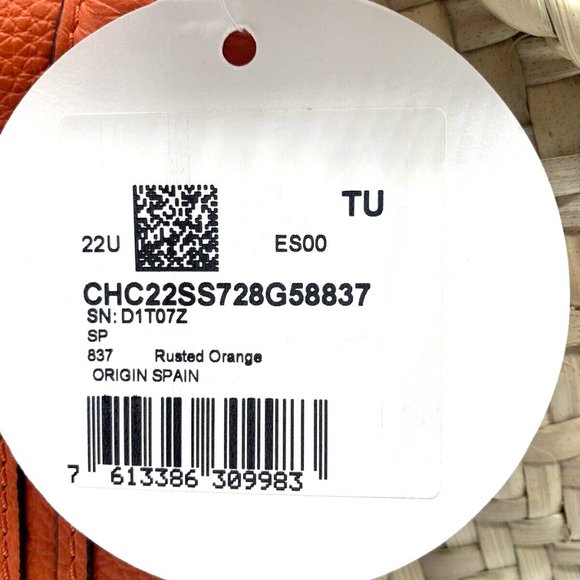 TU
22U ES00
CHC22SS728G58837
SN: D1T07Z
SP
837 Rusted Orange
ORIGIN SPAIN
7 613386 309983